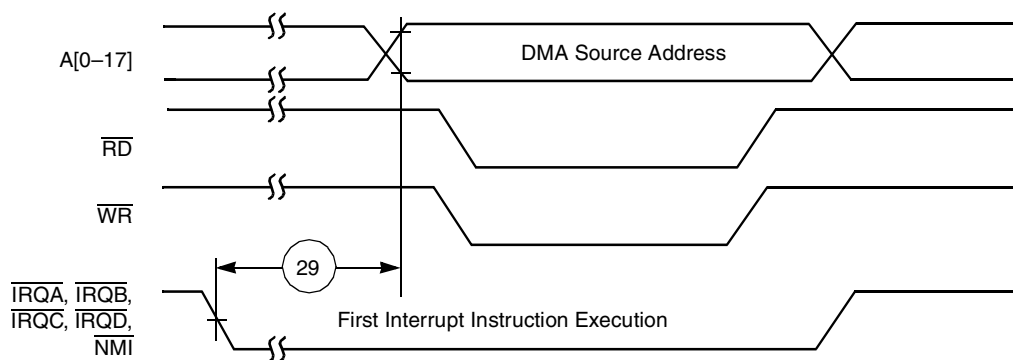 A[0–17]
DMA Source Address
RD
WR
29
IRQA, IRQB,
IRQC, IRQD,
NMI
First Interrupt Instruction Execution